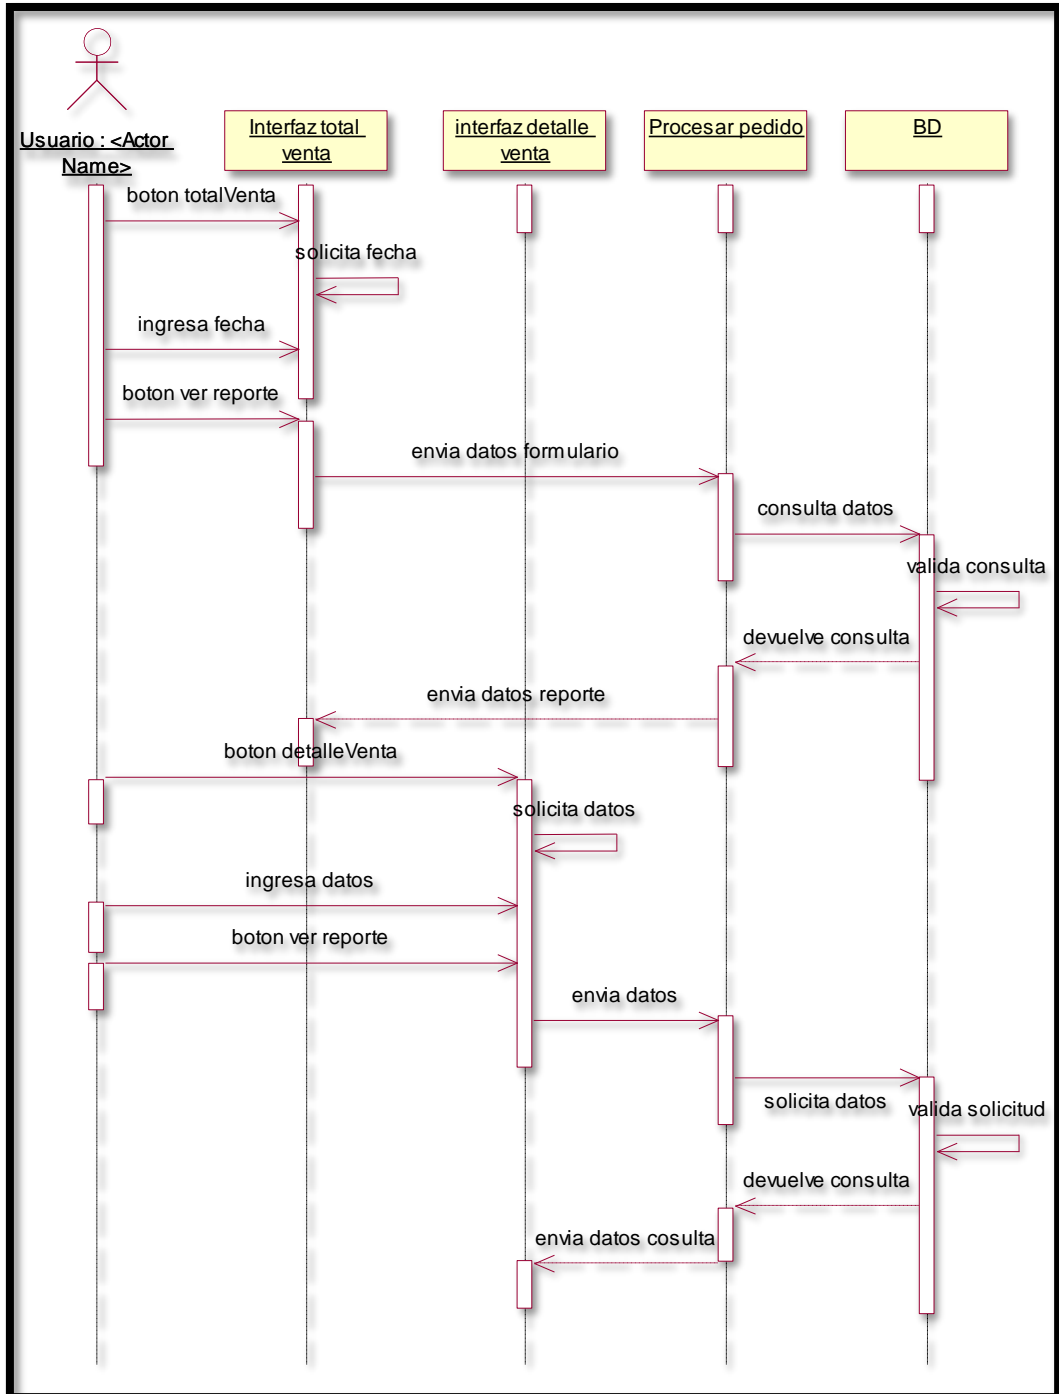 Usuario : <Actor
Name>
Interfaz total
venta
interfaz detalle
venta
Procesar pedido
BD
boton totalVenta
solicita fecha
ingresa fecha
boton ver reporte
envia datos formulario
consulta datos
valida consulta
devuelve consulta
envia datos reporte
boton detalleVenta
solicita datos
ingresa datos
boton ver reporte
envia datos
solicita datos
valida solicitud
devuelve consulta
envia datos cosulta